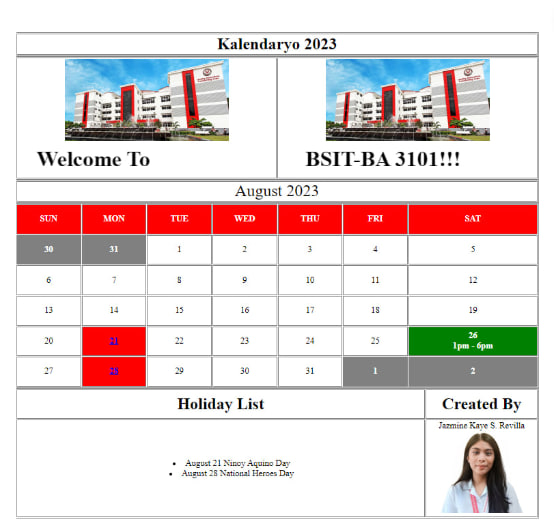 Kalendaryo 2023
Welcome To BSIT-BA 3101!!!
August 2023
SUN MON TUE WED THU FRI SAT
30 31 1 2 3 4 5
6 7 8 9 10 11 12
13 14 15 16 17 18 19
20 21 22 23 24 25 26
1pm - 6pm
27 28 29 30 31 1 2
Holiday List Created By
Jazmine Kaye S. Revilla
• August 21 Ninoy Aquino Day
• August 28 National Heroes Day